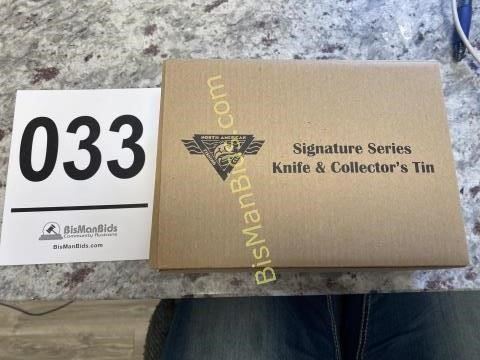 033
BisManBids
Community Auctions
BisManBids.com
NORTH AMERICAN
Signature Series
Knife & Collector's Tin
BisManBids.com